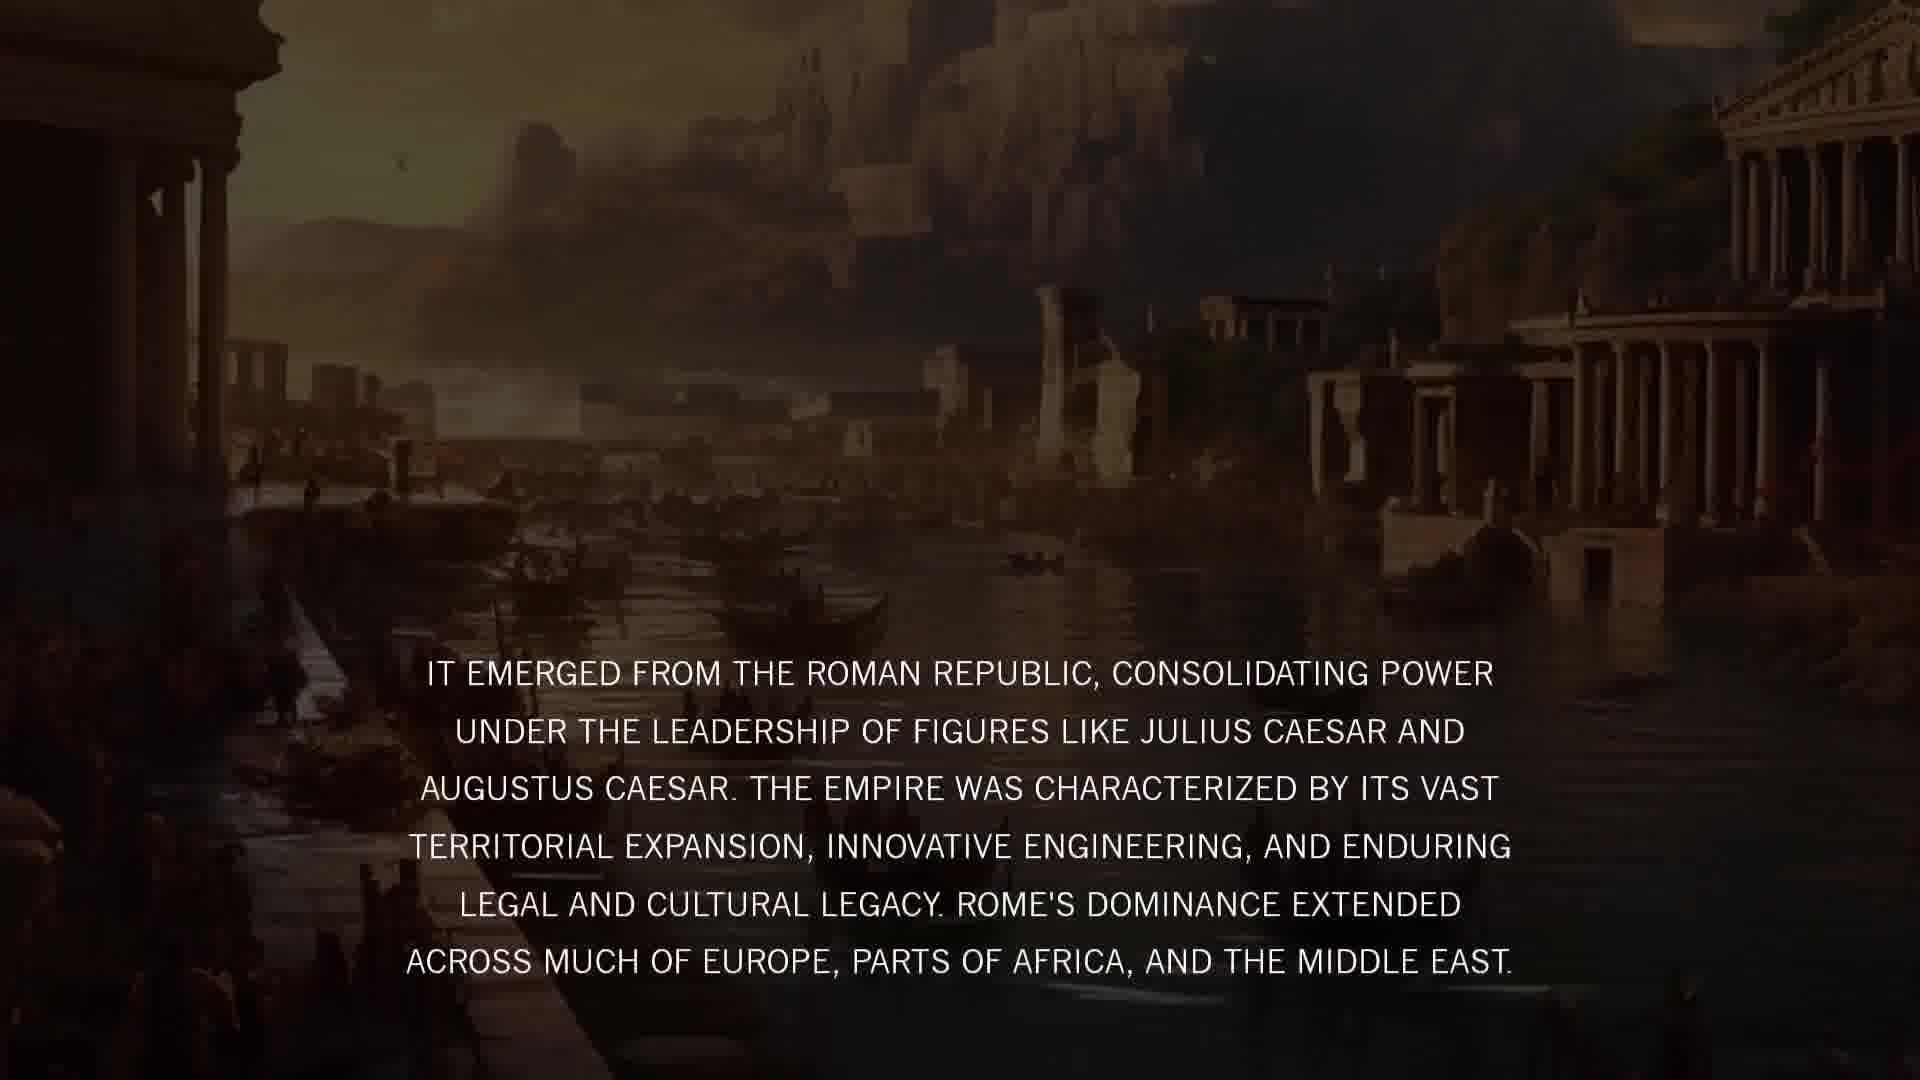 IT EMERGED FROM THE ROMAN REPUBLIC, CONSOLIDATING POWER
UNDER THE LEADERSHIP OF FIGURES LIKE JULIUS CAESAR AND
AUGUSTUS CAESAR. THE EMPIRE WAS CHARACTERIZED BY ITS VAST
TERRITORIAL EXPANSION, INNOVATIVE ENGINEERING, AND ENDURING
LEGAL AND CULTURAL LEGACY. ROME'S DOMINANCE EXTENDED
ACROSS MUCH OF EUROPE, PARTS OF AFRICA, AND THE MIDDLE EAST.